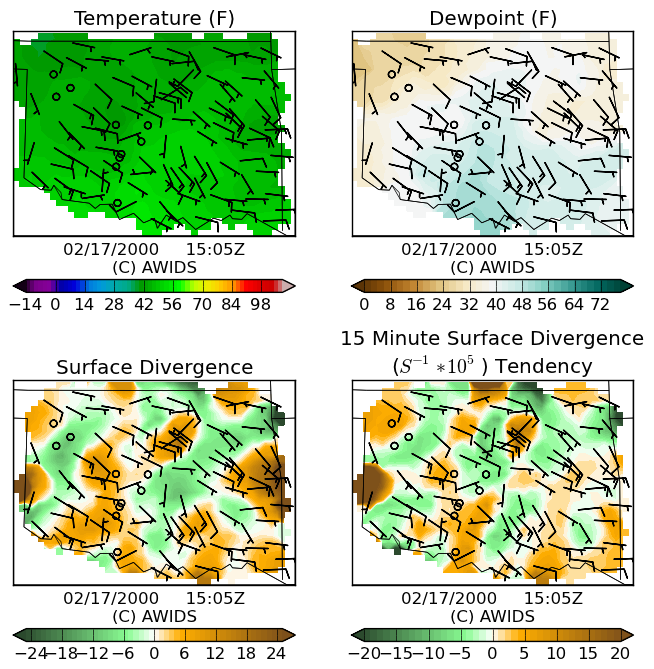 Temperature (F)
Dewpoint (F)
02/17/2000 15:05Z
(C) AWIDS
02/17/2000 15:05Z
(C) AWIDS
−14 0 14 28 42 56 70 84 98
0 8 16 24 32 40 48 56 64 72
Surface Divergence
15 Minute Surface Divergence
(S⁻¹ *10⁵ ) Tendency
02/17/2000 15:05Z
(C) AWIDS
02/17/2000 15:05Z
(C) AWIDS
−24 −18 −12 −6 0 6 12 18 24
−20 −15 −10 −5 0 5 10 15 20